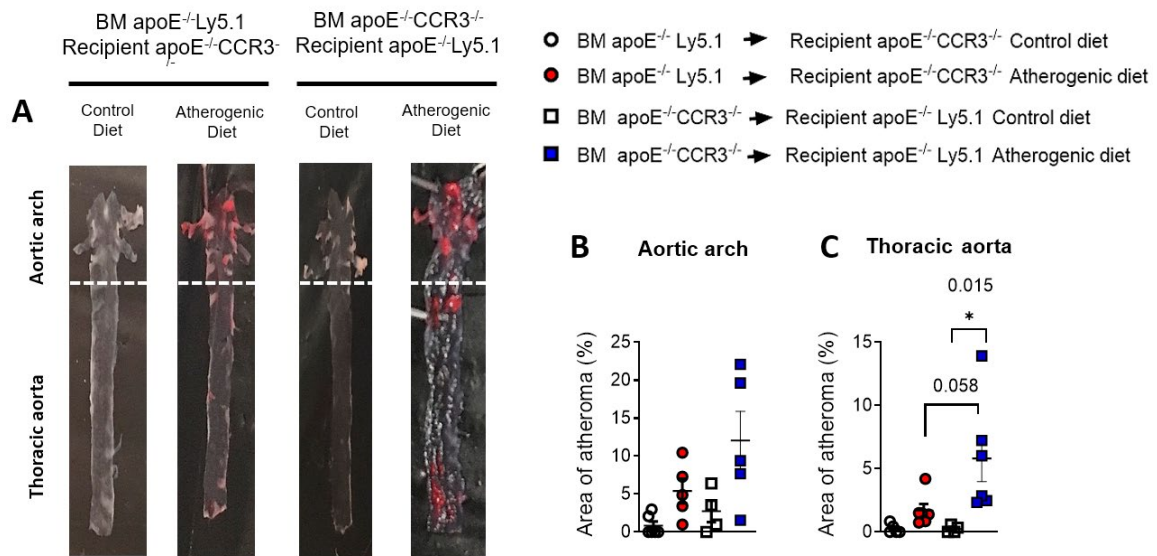 BM apoE-/-Ly5.1
Recipient apoE-/-CCR3-
/-
BM apoE-/-CCR3-/-
Recipient apoE-/-Ly5.1
A
Control
Diet
Atherogenic
Diet
Control
Diet
Atherogenic
Diet
Aortic arch
Thoracic aorta
BM apoE-/- Ly5.1 → Recipient apoE-/-CCR3-/- Control diet
BM apoE-/- Ly5.1 → Recipient apoE-/-CCR3-/- Atherogenic diet
BM apoE-/-CCR3-/- → Recipient apoE-/- Ly5.1 Control diet
BM apoE-/-CCR3-/- → Recipient apoE-/- Ly5.1 Atherogenic diet
B
Aortic arch
Area of atheroma (%)
25
20
15
10
5
0
C
Thoracic aorta
0.015
*
0.058
Area of atheroma (%)
15
10
5
0